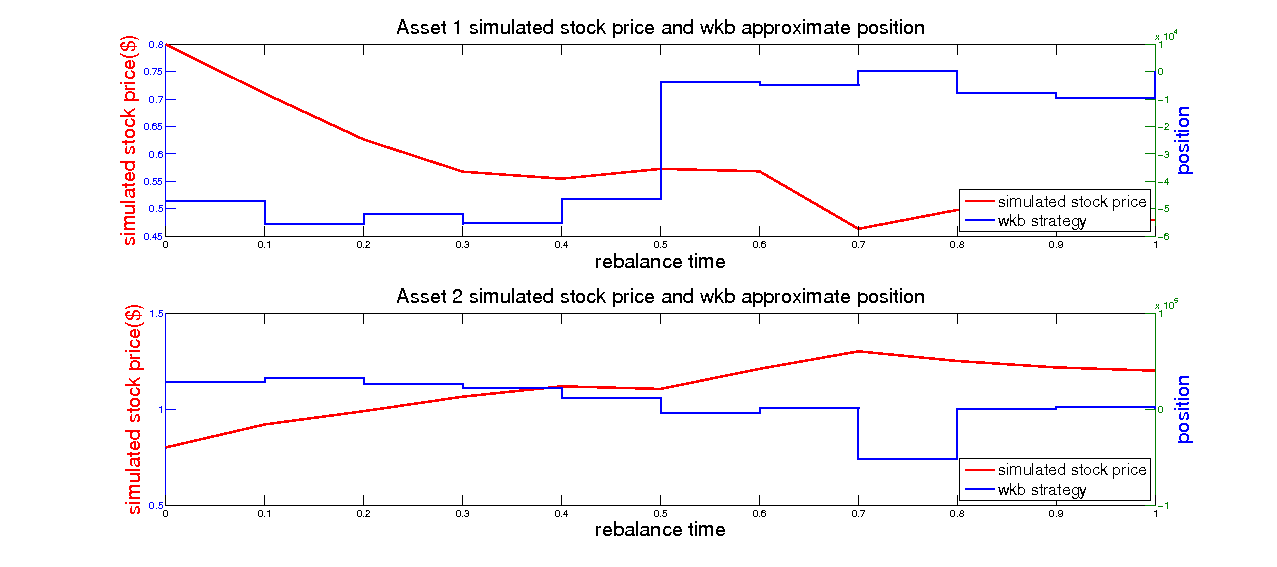 Asset 1 simulated stock price and wkb approximate position
x 10^4
simulated stock price($)
0.8
0.75
0.7
0.65
0.6
0.55
0.5
0.45
1
0
-1
-2
-3
-4
-5
-6
position
simulated stock price
wkb strategy
0 0.1 0.2 0.3 0.4 0.5 0.6 0.7 0.8 0.9 1
rebalance time
Asset 2 simulated stock price and wkb approximate position
simulated stock price($)
1.5
1
0.5
1
0
-1
position
simulated stock price
wkb strategy
0 0.1 0.2 0.3 0.4 0.5 0.6 0.7 0.8 0.9 1
rebalance time